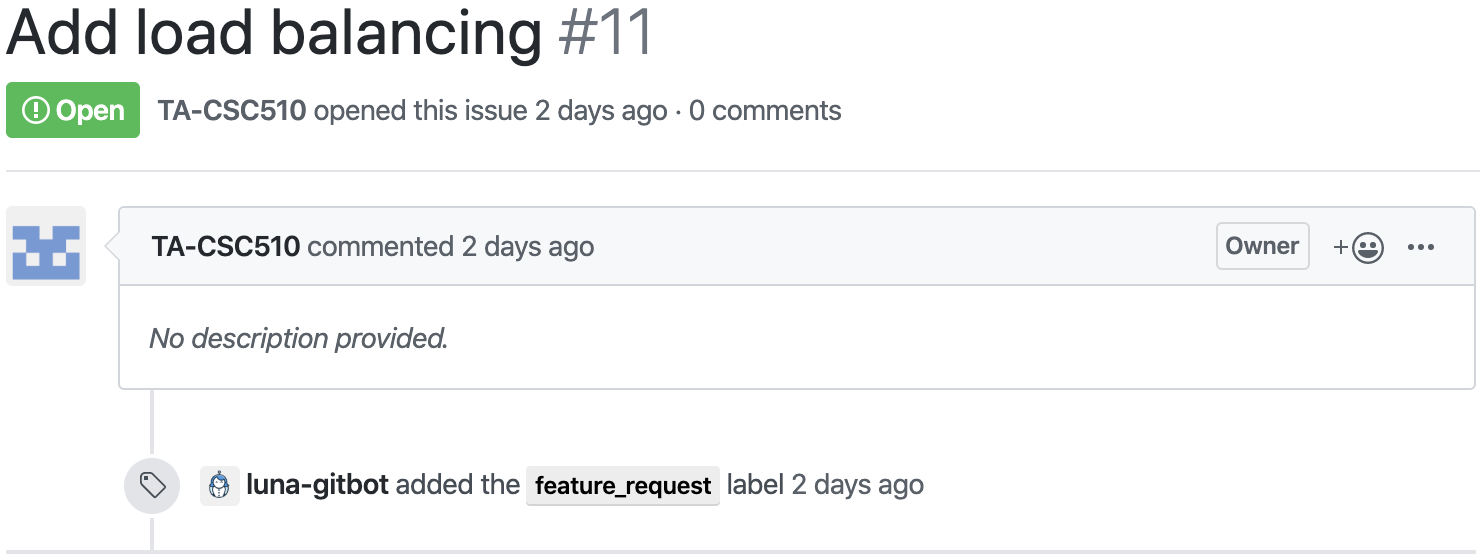 Add load balancing #11
Open TA-CSC510 opened this issue 2 days ago · 0 comments
TA-CSC510 commented 2 days ago Owner
No description provided.
luna-gitbot added the feature_request label 2 days ago